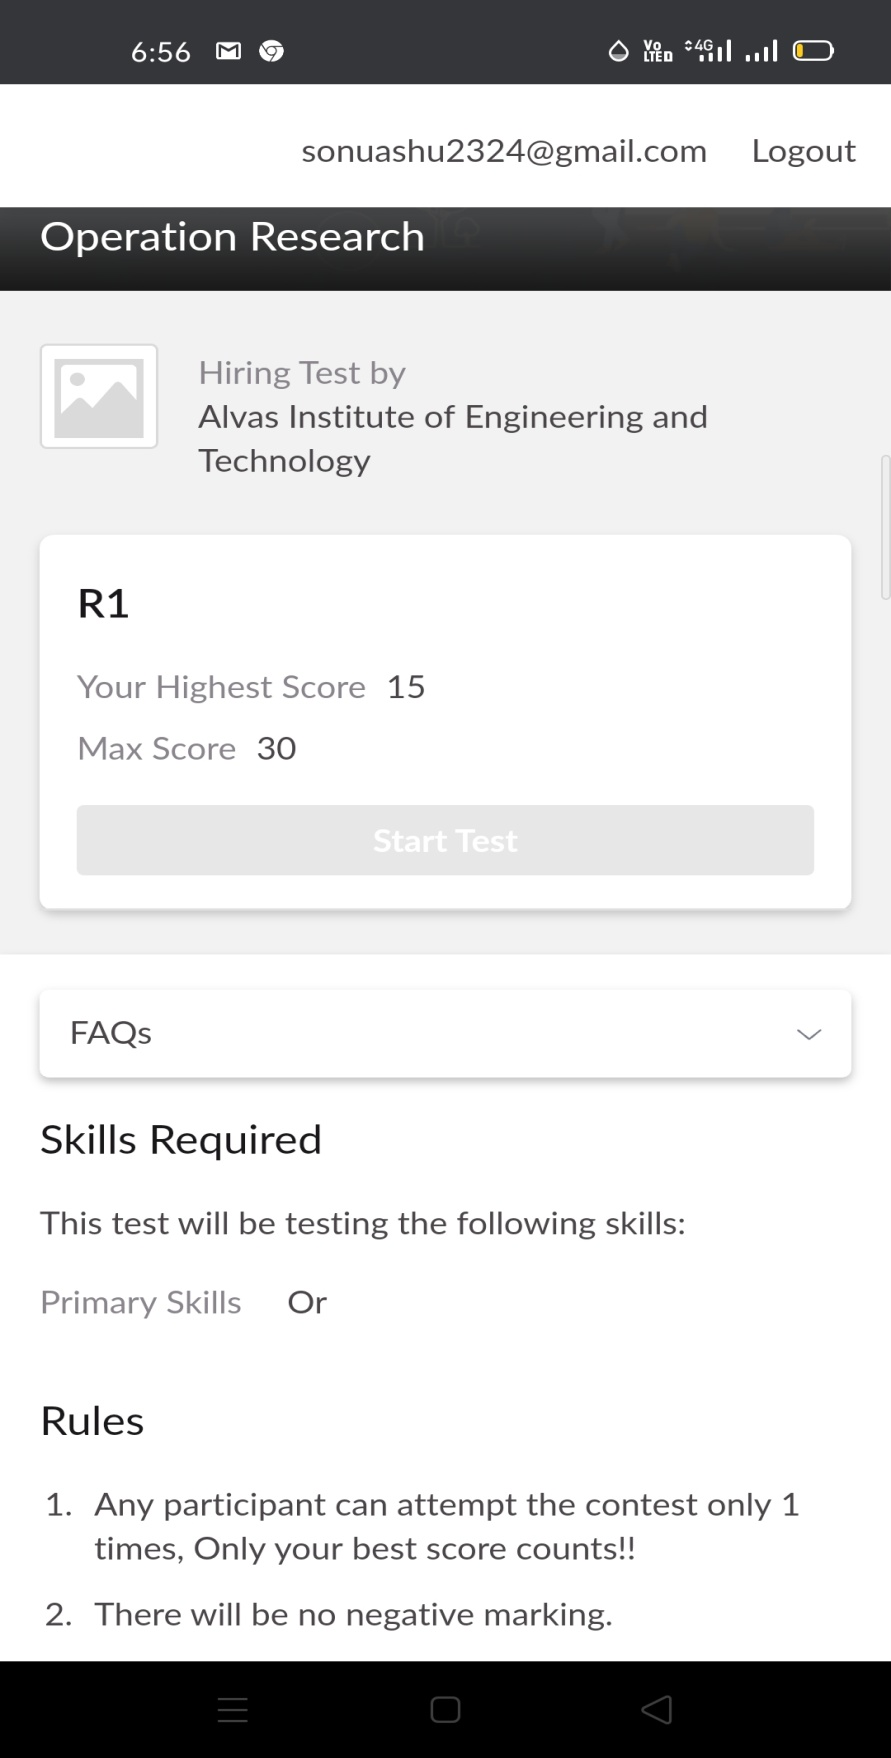 6:56
Vo LTE D 4G
sonuashu2324@gmail.com Logout
Operation Research
Hiring Test by
Alvas Institute of Engineering and
Technology
R1
Your Highest Score 15
Max Score 30
Start Test
FAQs
Skills Required
This test will be testing the following skills:
Primary Skills Or
Rules
1. Any participant can attempt the contest only 1
times, Only your best score counts!!
2. There will be no negative marking.